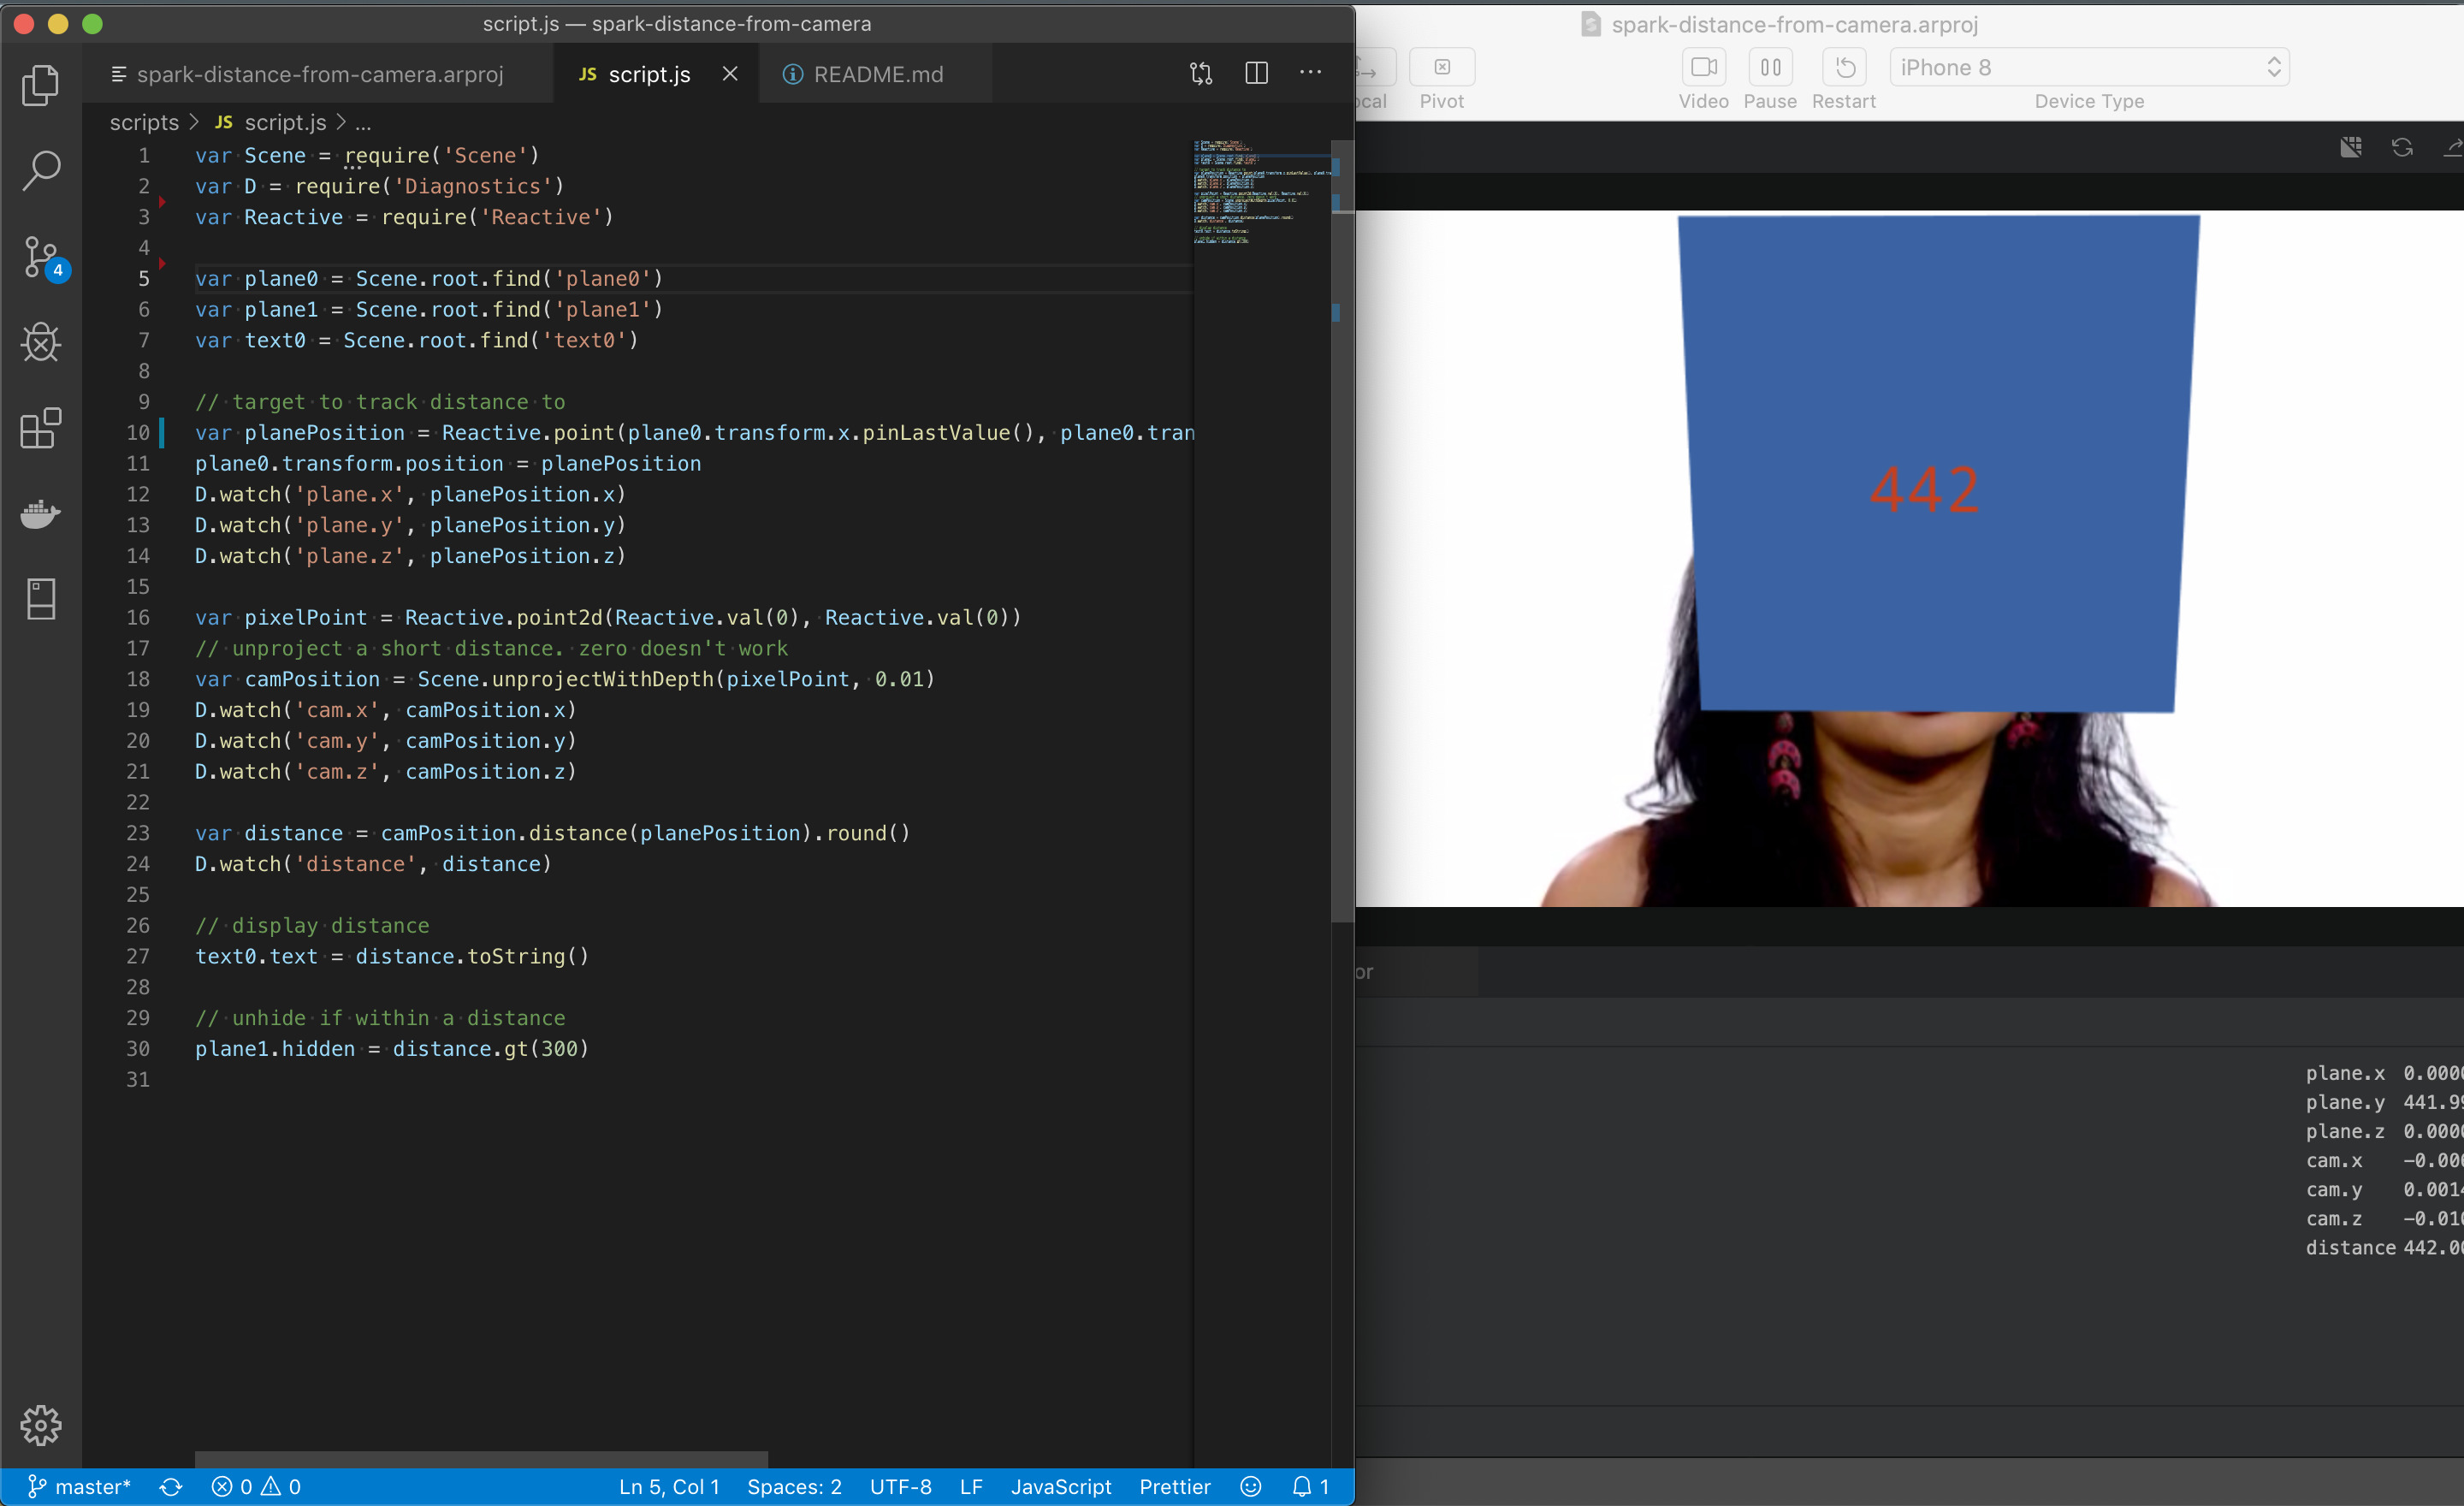 script.js — spark-distance-from-camera
spark-distance-from-camera.arproj
JS script.js
README.md
scripts > JS script.js > ...
1 var Scene = require('Scene')
2 var D = require('Diagnostics')
3 var Reactive = require('Reactive')
4
5 var plane0 = Scene.root.find('plane0')
6 var plane1 = Scene.root.find('plane1')
7 var text0 = Scene.root.find('text0')
8
9 // target to track distance to
10 var planePosition = Reactive.point(plane0.transform.x.pinLastValue(), plane0.tran
11 plane0.transform.position = planePosition
12 D.watch('plane.x', planePosition.x)
13 D.watch('plane.y', planePosition.y)
14 D.watch('plane.z', planePosition.z)
15
16 var pixelPoint = Reactive.point2d(Reactive.val(0), Reactive.val(0))
17 // unproject a short distance. zero doesn't work
18 var camPosition = Scene.unprojectWithDepth(pixelPoint, 0.01)
19 D.watch('cam.x', camPosition.x)
20 D.watch('cam.y', camPosition.y)
21 D.watch('cam.z', camPosition.z)
22
23 var distance = camPosition.distance(planePosition).round()
24 D.watch('distance', distance)
25
26 // display distance
27 text0.text = distance.toString()
28
29 // unhide if within a distance
30 plane1.hidden = distance.gt(300)
31
4
master* 0 0 Ln 5, Col 1 Spaces: 2 UTF-8 LF JavaScript Prettier 1
spark-distance-from-camera.arproj
iPhone 8
ocal Pivot Video Pause Restart Device Type
442
or
plane.x 0.000
plane.y 441.9
plane.z 0.000
cam.x -0.00
cam.y 0.001
cam.z -0.01
distance 442.0